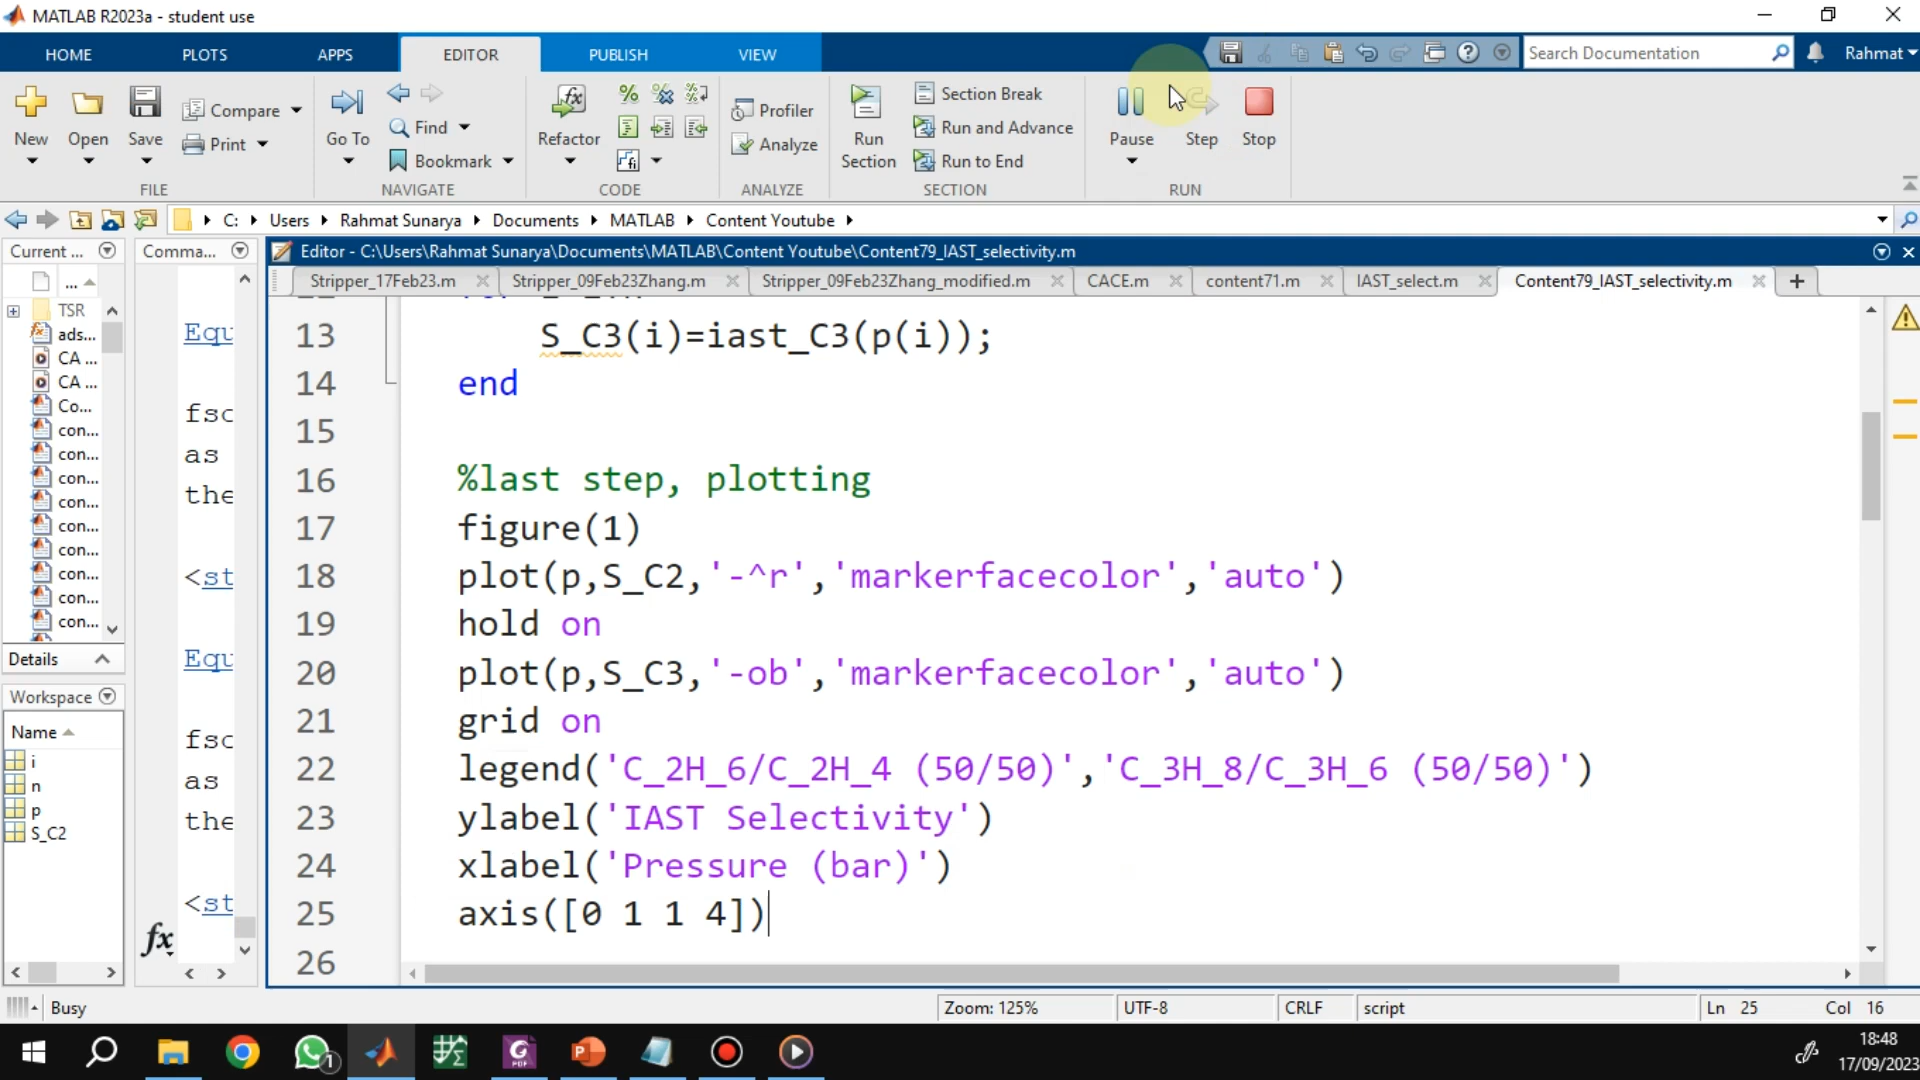 MATLAB R2023a - student use
HOME PLOTS APPS EDITOR PUBLISH VIEW Search Documentation Rahmat
New Open Save Compare Print
Go To Find Bookmark
Refactor
Profiler Analyze
Run Section Section Break Run and Advance Run to End
Pause Step Stop
FILE NAVIGATE CODE ANALYZE SECTION RUN
C: Users Rahmat Sunarya Documents MATLAB Content Youtube
Current ... Comma... Editor - C:\Users\Rahmat Sunarya\Documents\MATLAB\Content Youtube\Content79_IAST_selectivity.m
Stripper_17Feb23.m Stripper_09Feb23Zhang.m Stripper_09Feb23Zhang_modified.m CACE.m content71.m IAST_select.m Content79_IAST_selectivity.m
...
TSR
ads...
CA ...
CA ...
Co...
con...
con...
con...
con...
con...
con...
con...
con...
con...
Details
Workspace
Name
i
n
p
S_C2
Equ
fsc
as
the
<st
Equ
fsc
as
the
<st
fx
13 S_C3(i)=iast_C3(p(i));
14 end
15
16 %last step, plotting
17 figure(1)
18 plot(p,S_C2,'-^r','markerfacecolor','auto')
19 hold on
20 plot(p,S_C3,'-ob','markerfacecolor','auto')
21 grid on
22 legend('C_2H_6/C_2H_4 (50/50)','C_3H_8/C_3H_6 (50/50)')
23 ylabel('IAST Selectivity')
24 xlabel('Pressure (bar)')
25 axis([0 1 1 4])
26
Busy Zoom: 125% UTF-8 CRLF script Ln 25 Col 16
1
18:48
17/09/2023